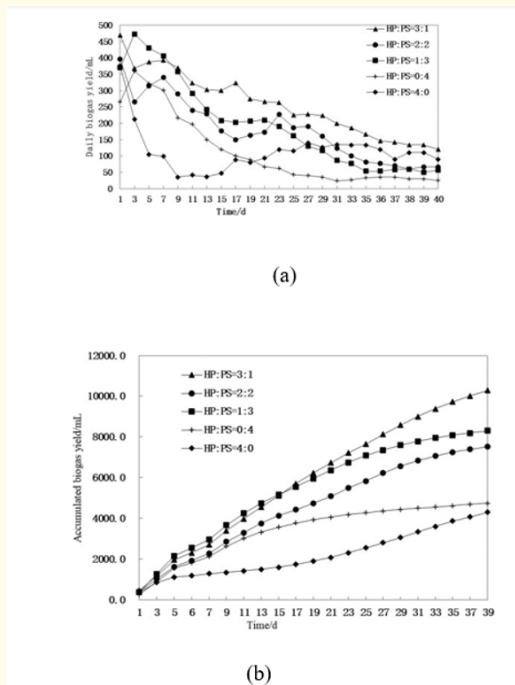 500
450
400
350
300
250
200
150
100
50
0
Daily biogas yield/mL
HP:PS=3:1
HP:PS=2:2
HP:PS=1:3
HP:PS=0:4
HP:PS=4:0
1 3 5 7 9 11 13 15 17 19 21 23 25 27 29 31 33 35 37 38 39 40
Time/d
(a)
12000.0
10000.0
8000.0
6000.0
4000.0
2000.0
0.0
Accumulated biogas yield/mL
HP:PS=3:1
HP:PS=2:2
HP:PS=1:3
HP:PS=0:4
HP:PS=4:0
1 3 5 6 7 9 11 13 15 17 19 21 23 25 27 29 31 33 35 37 39
Time/d
(b)